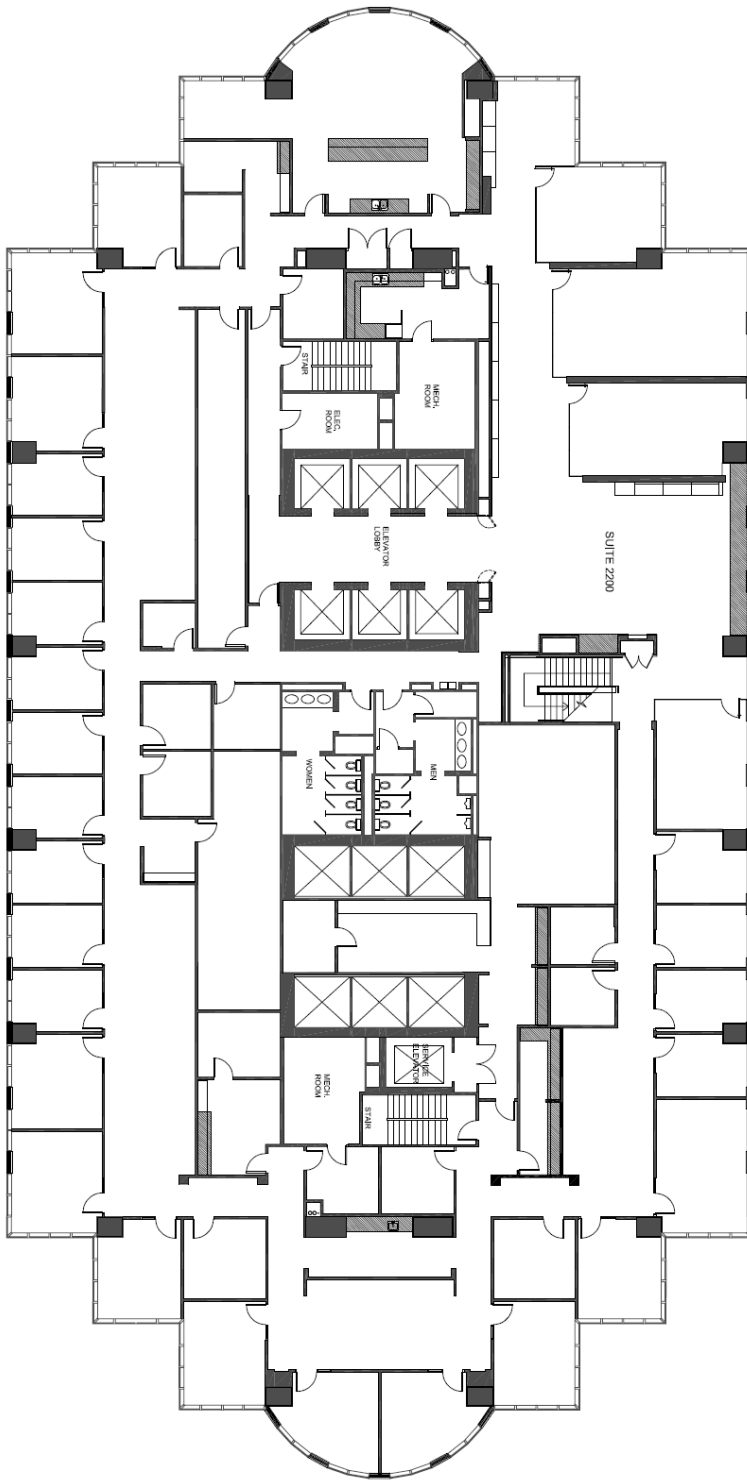 STAIR
MECH.
ROOM
ELEC.
ROOM
ELEVATOR
LOBBY
SUITE 2200
WOMEN
MEN
SERVICE
ELEVATOR
MECH.
ROOM
STAIR